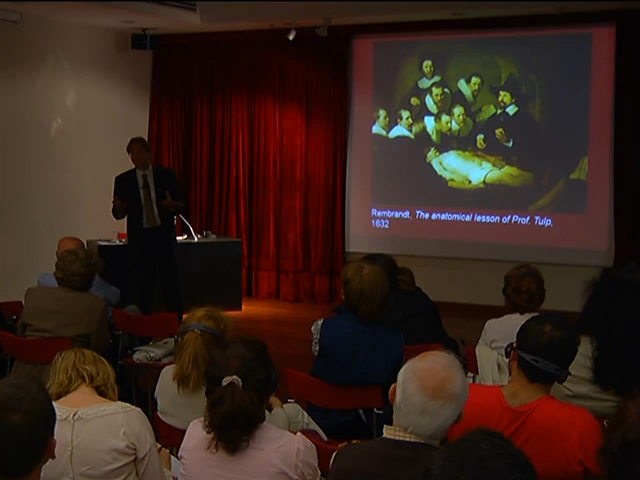 Rembrandt, The anatomical lesson of Prof. Tulp,
1632